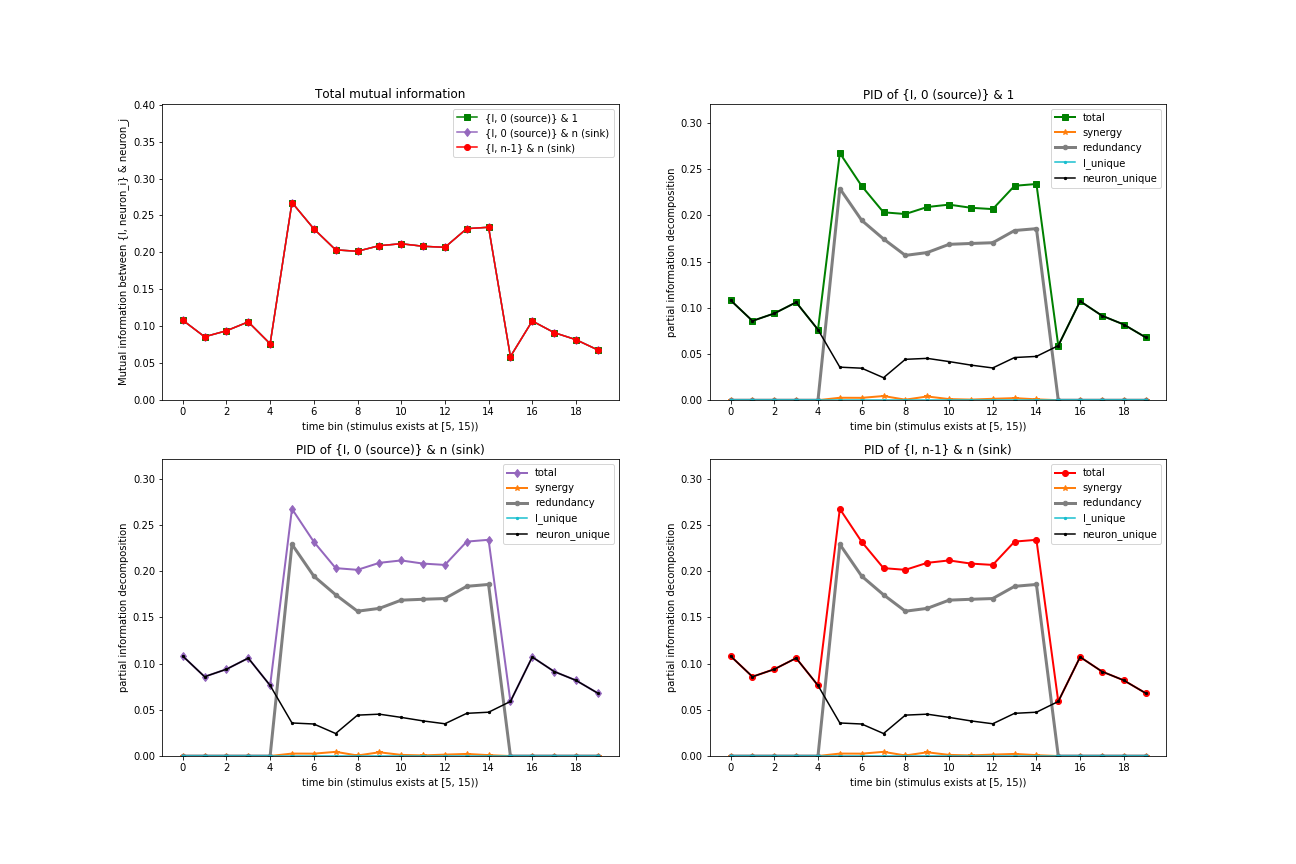 Total mutual information
Mutual information between {I, neuron_i} & neuron_j
0.40
0.35
0.30
0.25
0.20
0.15
0.10
0.05
0.00
{I, 0 (source)} & 1
{I, 0 (source)} & n (sink)
{I, n-1} & n (sink)
0 2 4 6 8 10 12 14 16 18
time bin (stimulus exists at [5, 15))
PID of {I, 0 (source)} & 1
partial information decomposition
0.30
0.25
0.20
0.15
0.10
0.05
0.00
total
synergy
redundancy
I_unique
neuron_unique
0 2 4 6 8 10 12 14 16 18
time bin (stimulus exists at [5, 15))
PID of {I, 0 (source)} & n (sink)
partial information decomposition
0.30
0.25
0.20
0.15
0.10
0.05
0.00
total
synergy
redundancy
I_unique
neuron_unique
0 2 4 6 8 10 12 14 16 18
time bin (stimulus exists at [5, 15))
PID of {I, n-1} & n (sink)
partial information decomposition
0.30
0.25
0.20
0.15
0.10
0.05
0.00
total
synergy
redundancy
I_unique
neuron_unique
0 2 4 6 8 10 12 14 16 18
time bin (stimulus exists at [5, 15))